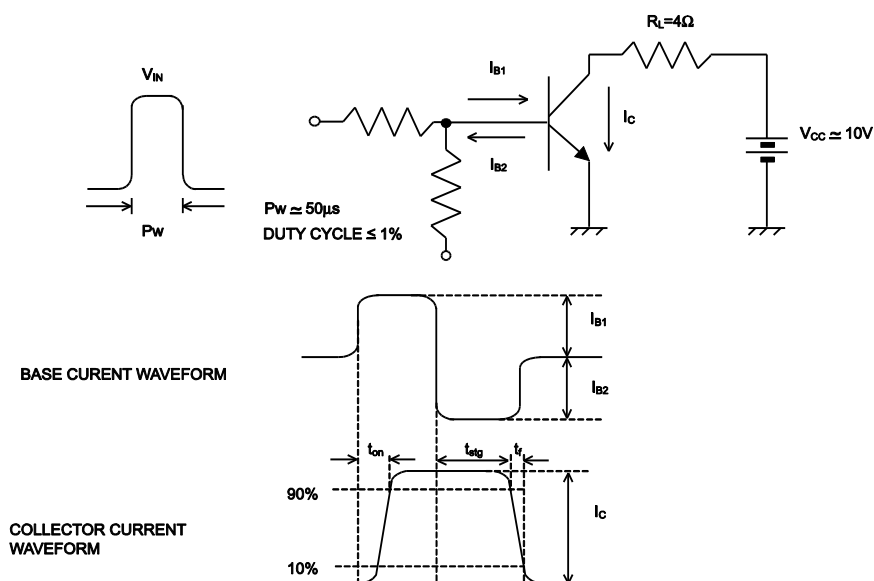 R_L=4Ω
V_IN
I_B1
I_C
V_CC ≃ 10V
I_B2
Pw ≃ 50μs
DUTY CYCLE ≤ 1%
Pw
I_B1
BASE CURENT WAVEFORM
I_B2
t_on
t_stg
t_f
90%
I_C
COLLECTOR CURRENT
WAVEFORM
10%